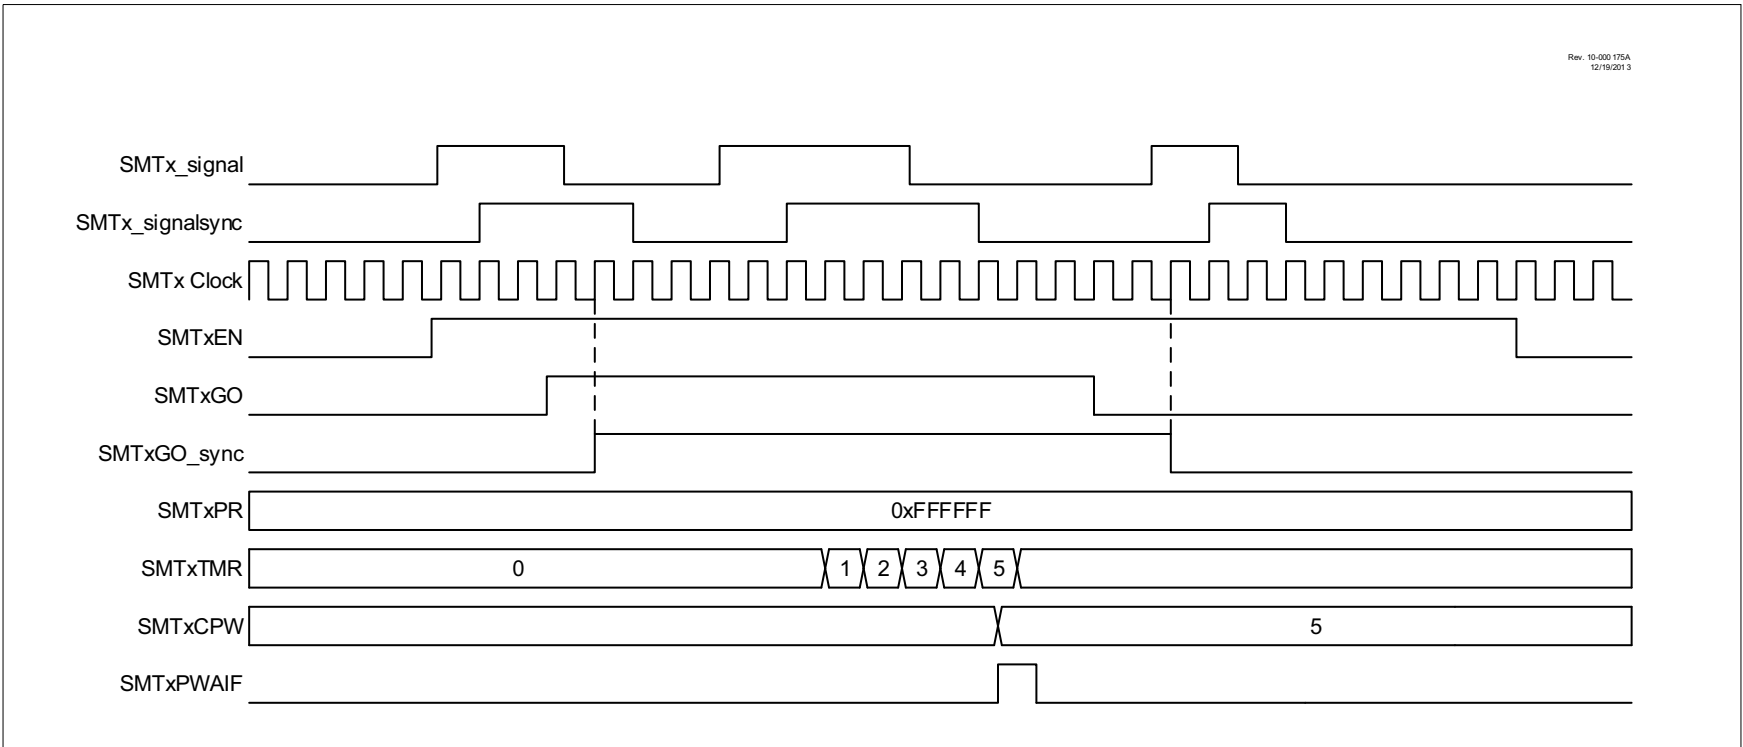 Rev. 10-000 175A
12/19/201 3
SMTx_signal
SMTx_signalsync
SMTx Clock
SMTxEN
SMTxGO
SMTxGO_sync
SMTxPR 0xFFFFFF
SMTxTMR 0 1 2 3 4 5
SMTxCPW 5
SMTxPWAIF